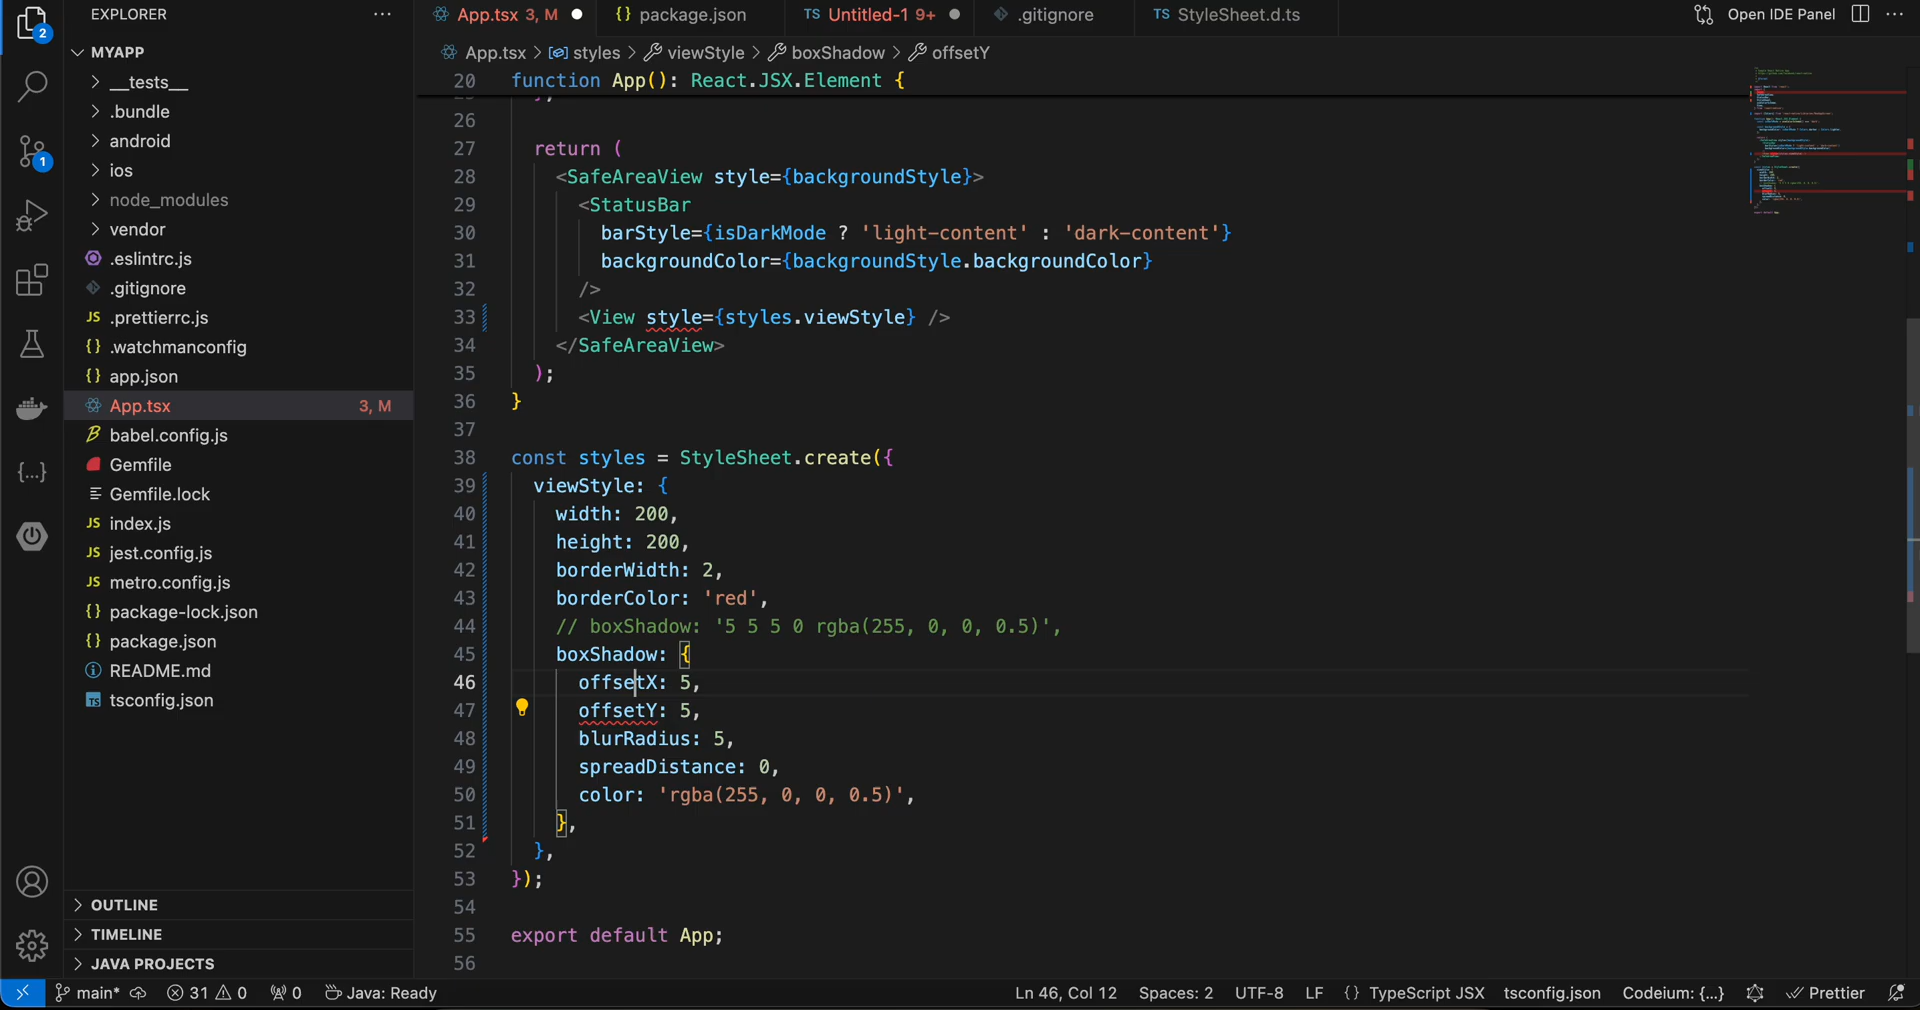 2
1
EXPLORER
MYAPP
__tests__
.bundle
android
ios
node_modules
vendor
.eslintrc.js
.gitignore
JS .prettierrc.js
{} .watchmanconfig
{} app.json
App.tsx 3, M
babel.config.js
Gemfile
Gemfile.lock
JS index.js
JS jest.config.js
JS metro.config.js
{} package-lock.json
{} package.json
README.md
TS tsconfig.json
OUTLINE
TIMELINE
JAVA PROJECTS
App.tsx 3, M
{} package.json
TS Untitled-1 9+
.gitignore
TS StyleSheet.d.ts
Open IDE Panel
App.tsx > styles > viewStyle > boxShadow > offsetY
20 function App(): React.JSX.Element {
26
27 return (
28 <SafeAreaView style={backgroundStyle}>
29 <StatusBar
30 barStyle={isDarkMode ? 'light-content' : 'dark-content'}
31 backgroundColor={backgroundStyle.backgroundColor}
32 />
33 <View style={styles.viewStyle} />
34 </SafeAreaView>
35 );
36 }
37
38 const styles = StyleSheet.create({
39 viewStyle: {
40 width: 200,
41 height: 200,
42 borderWidth: 2,
43 borderColor: 'red',
44 // boxShadow: '5 5 5 0 rgba(255, 0, 0, 0.5)',
45 boxShadow: {
46 offsetX: 5,
47 offsetY: 5,
48 blurRadius: 5,
49 spreadDistance: 0,
50 color: 'rgba(255, 0, 0, 0.5)',
51 },
52 },
53 });
54
55 export default App;
56
main* 31 0 0 Java: Ready Ln 46, Col 12 Spaces: 2 UTF-8 LF {} TypeScript JSX tsconfig.json Codeium: {...} Prettier